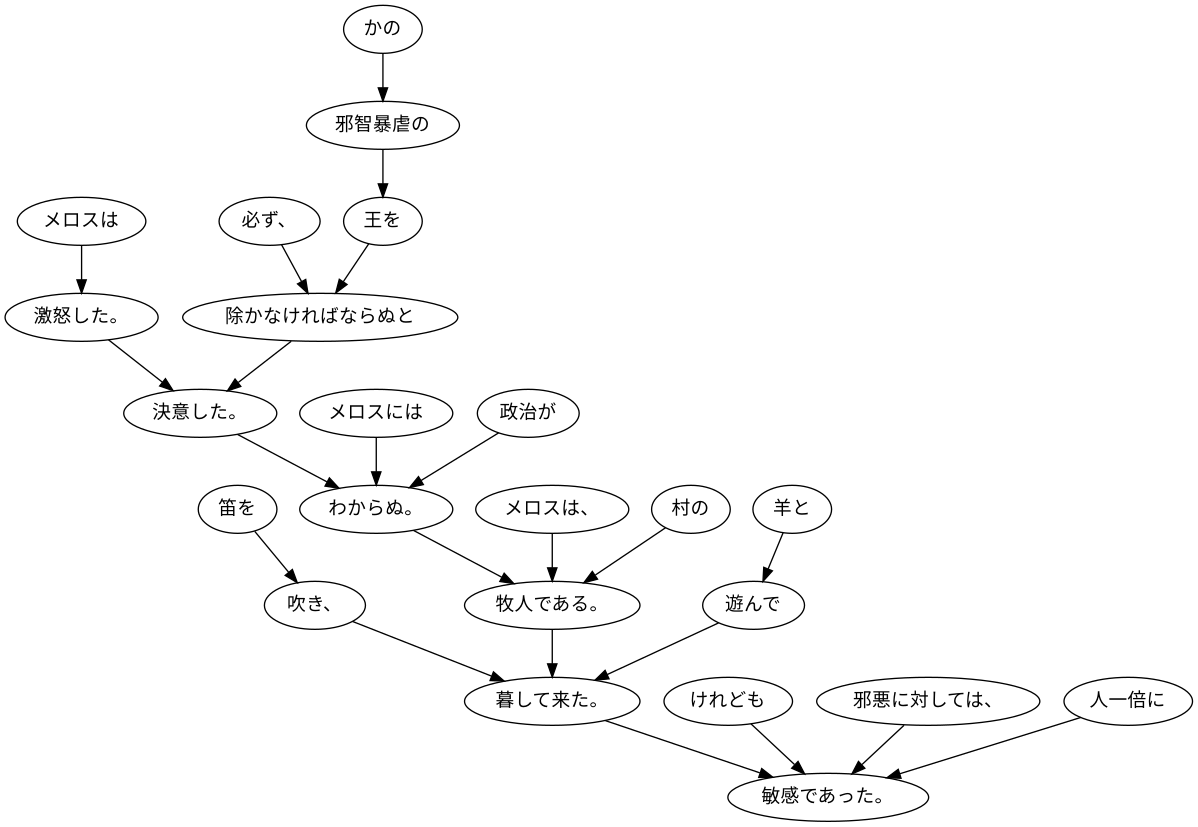 かの
邪智暴虐の
メロスは
必ず、
王を
激怒した。
除かなければならぬと
決意した。
メロスには
政治が
笛を
わからぬ。
メロスは、
村の
羊と
吹き、
牧人である。
遊んで
暮して来た。
けれども
邪悪に対しては、
人一倍に
敏感であった。